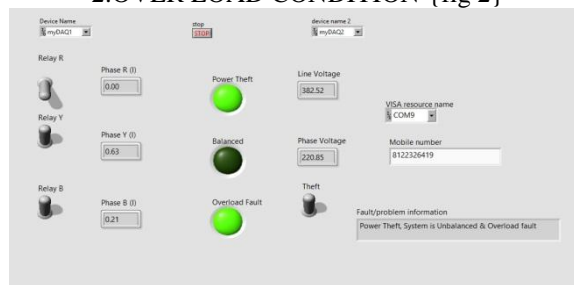 2.OVER LOAD CONDITION {fig 2}
Device Name
myDAQ1
stop
STOP
device name 2
myDAQ2
Relay R
Phase R (I)
0.00
Power Theft
Line Voltage
382.52
VISA resource name
COM9
Relay Y
Phase Y (I)
0.63
Balanced
Phase Voltage
220.85
Mobile number
8122326419
Relay B
Phase B (I)
0.21
Overload Fault
Theft
Fault/problem information
Power Theft, System is Unbalanced & Overload fault